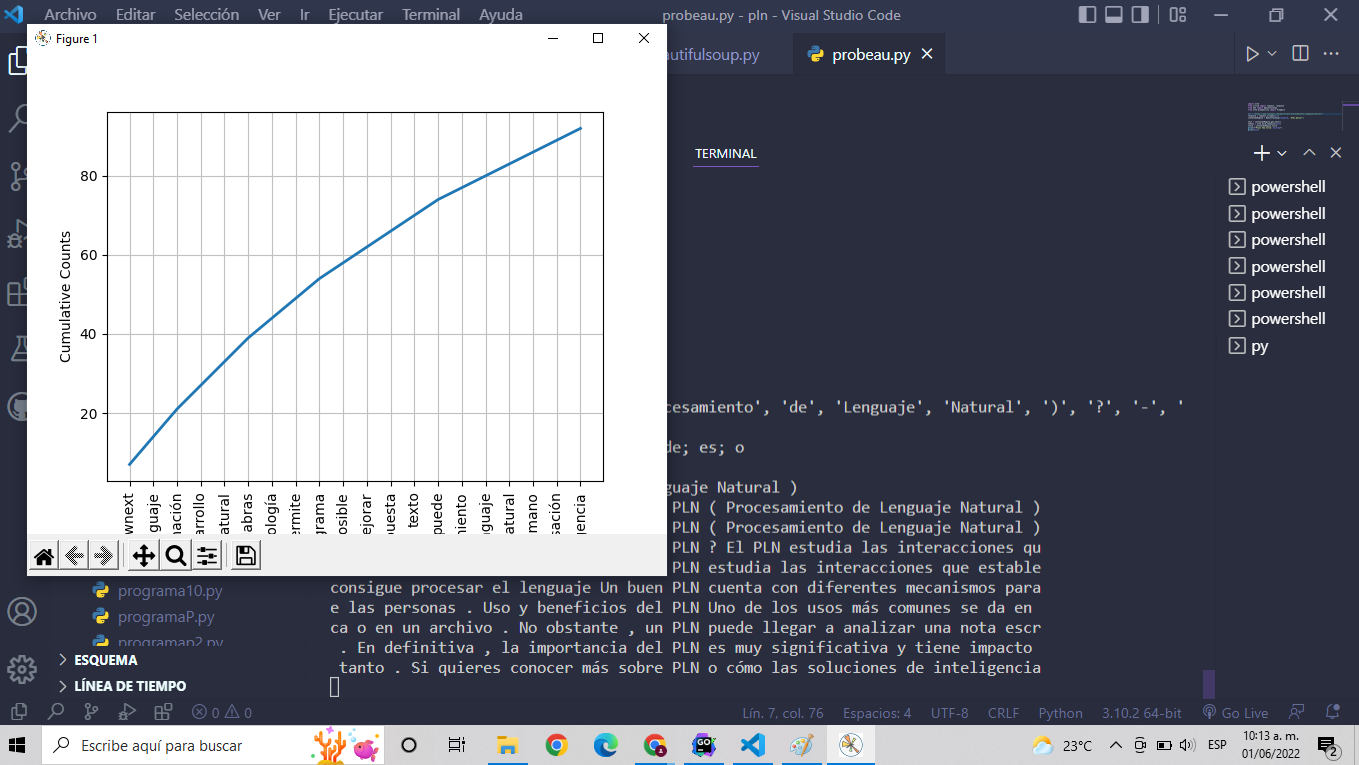 Archivo Editar Selección Ver Ir Ejecutar Terminal Ayuda probeau.py - pln - Visual Studio Code
Figure 1
autifulsoup.py probeau.py
TERMINAL
Cumulative Counts
80
60
40
20
wnext
guaje
nación
arrollo
atural
abras
ología
ermite
grama
osible
ejorar
uesta
texto
puede
niento
nguaje
atural
mano
sación
gencia
powershell
powershell
powershell
powershell
powershell
powershell
py
cesamiento', 'de', 'Lenguaje', 'Natural', ')', '?', '-', '
de; es; o
guaje Natural )
PLN ( Procesamiento de Lenguaje Natural )
PLN ( Procesamiento de Lenguaje Natural )
PLN ? El PLN estudia las interacciones qu
PLN estudia las interacciones que estable
consigue procesar el lenguaje Un buen PLN cuenta con diferentes mecanismos para
e las personas . Uso y beneficios del PLN Uno de los usos más comunes se da en
ca o en un archivo . No obstante , un PLN puede llegar a analizar una nota escr
. En definitiva , la importancia del PLN es muy significativa y tiene impacto
tanto . Si quieres conocer más sobre PLN o cómo las soluciones de inteligencia
programa10.py
programaP.py
programap2.py
ESQUEMA
LÍNEA DE TIEMPO
0 0 Lín. 7, col. 76 Espacios: 4 UTF-8 CRLF Python 3.10.2 64-bit Go Live
Escribe aquí para buscar
GO
23°C ESP 10:13 a. m.
01/06/2022
2